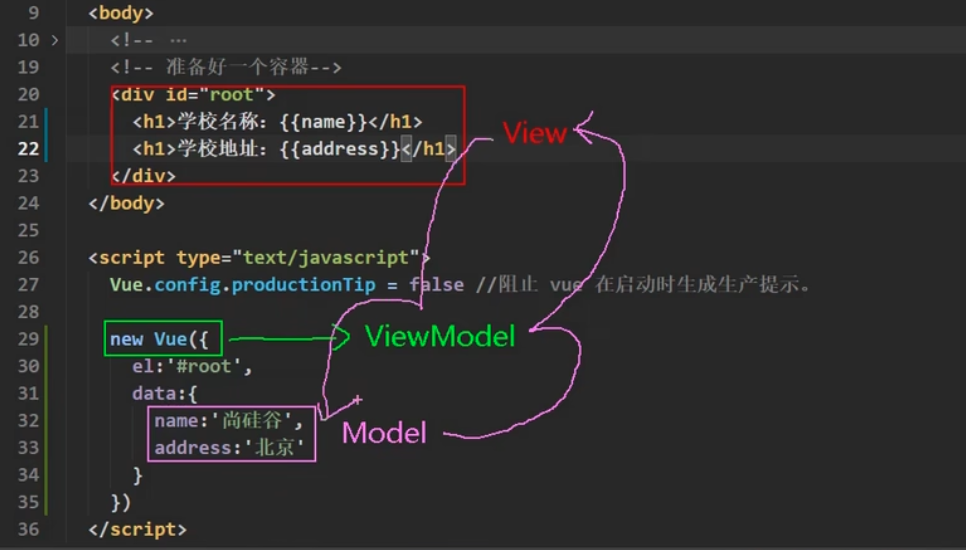 9 <body>
10 > <!-- ...
19 <!-- 准备好一个容器-->
20 <div id="root">
21 <h1>学校名称：{{name}}</h1>
22 <h1>学校地址：{{address}}</h1>
View
23 </div>
24 </body>
25
26 <script type="text/javascript">
27 Vue.config.productionTip = false //阻止 vue 在启动时生成生产提示。
28
29 new Vue({
ViewModel
30 el:'#root',
31 data:{
32 name:'尚硅谷',
Model
33 address:'北京'
34 }
35 })
36 </script>